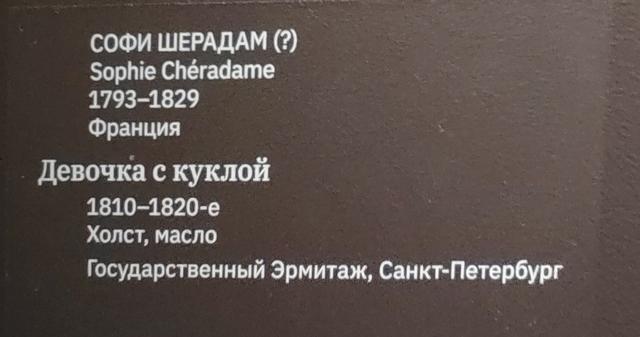 СОФИ ШЕРАДАМ (?)
Sophie Chéradame
1793–1829
Франция
Девочка с куклой
1810–1820-е
Холст, масло
Государственный Эрмитаж, Санкт-Петербург